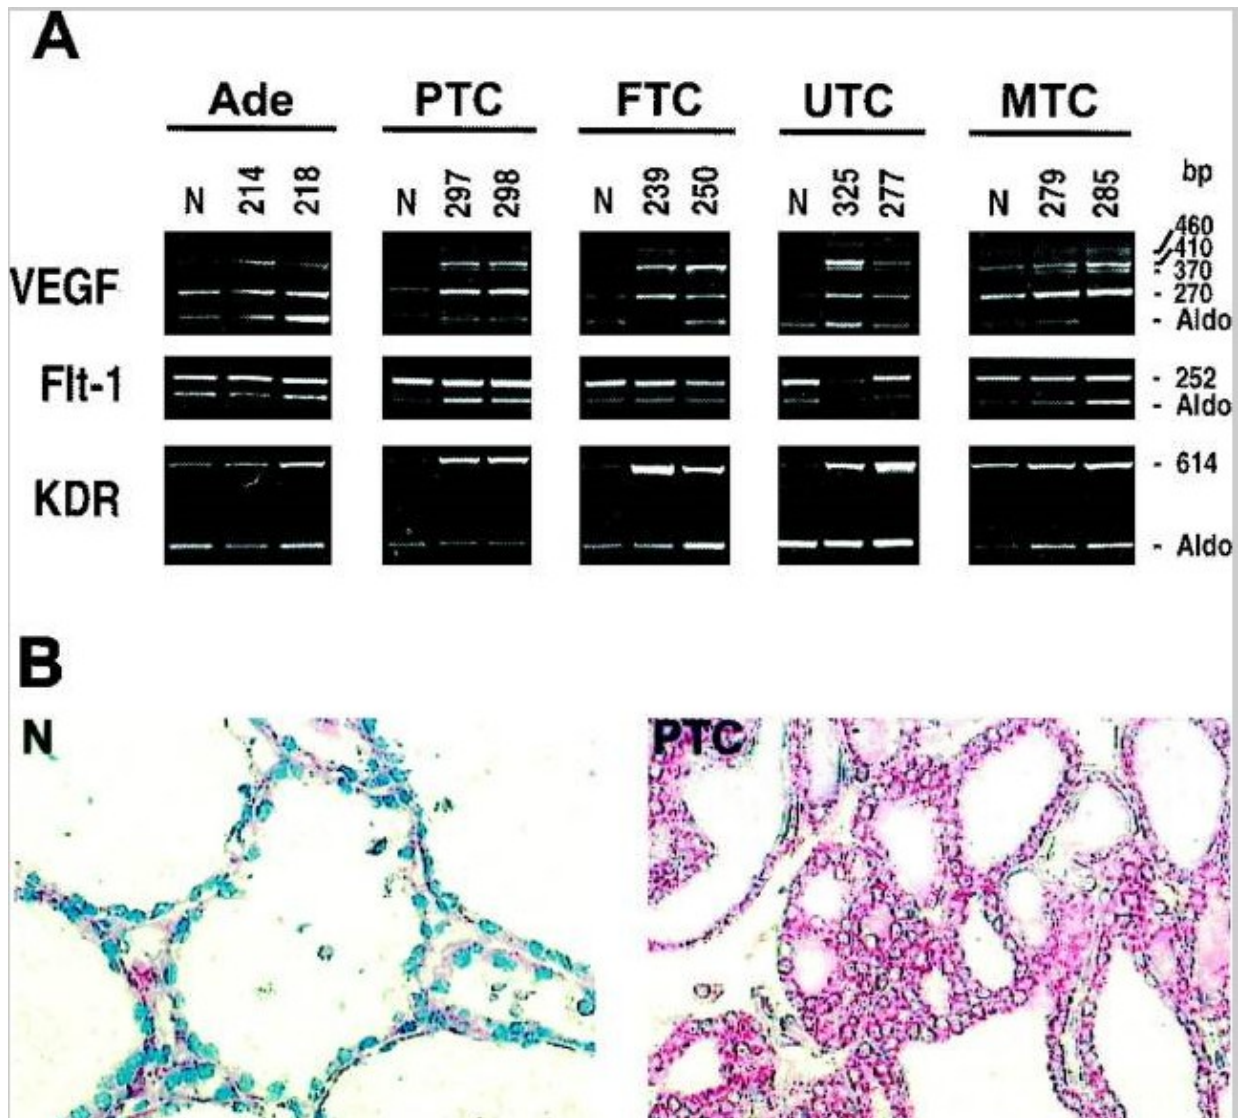 A
Ade PTC FTC UTC MTC
N 214 218 N 297 298 N 239 250 N 325 277 N 279 285 bp
460
410
VEGF - 370
- 270
- Aldo
Flt-1 - 252
- Aldo
KDR - 614
- Aldo
B
N PTC